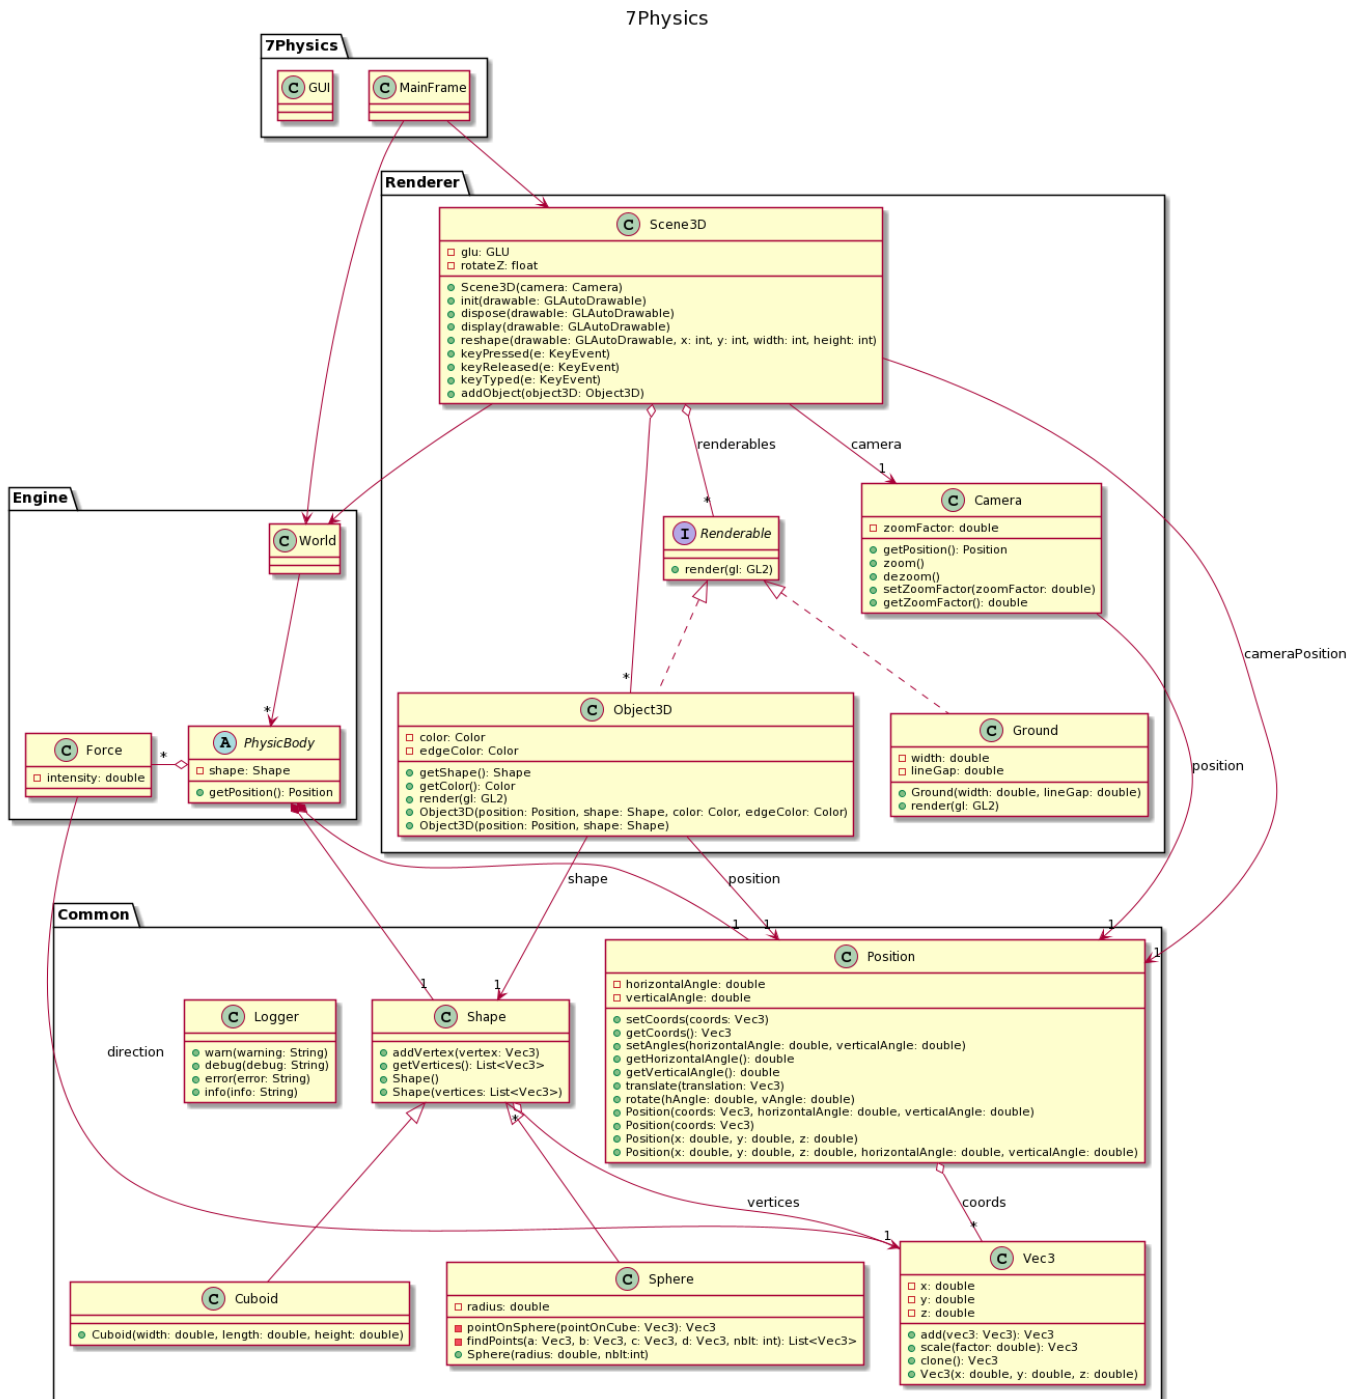 7Physics
7Physics
C GUI
C MainFrame
Renderer
C Scene3D
glu: GLU
rotateZ: float
Scene3D(camera: Camera)
init(drawable: GLAutoDrawable)
dispose(drawable: GLAutoDrawable)
display(drawable: GLAutoDrawable)
reshape(drawable: GLAutoDrawable, x: int, y: int, width: int, height: int)
keyPressed(e: KeyEvent)
keyReleased(e: KeyEvent)
keyTyped(e: KeyEvent)
addObject(object3D: Object3D)
renderables
*
camera
1
cameraPosition
1
Engine
C World
*
I Renderable
render(gl: GL2)
C Camera
zoomFactor: double
getPosition(): Position
zoom()
dezoom()
setZoomFactor(zoomFactor: double)
getZoomFactor(): double
position
1
*
C Force
intensity: double
*
A PhysicBody
shape: Shape
getPosition(): Position
C Object3D
color: Color
edgeColor: Color
getShape(): Shape
getColor(): Color
render(gl: GL2)
Object3D(position: Position, shape: Shape, color: Color, edgeColor: Color)
Object3D(position: Position, shape: Shape)
C Ground
width: double
lineGap: double
Ground(width: double, lineGap: double)
render(gl: GL2)
shape
1
position
1
1
1
Common
direction
1
C Logger
warn(warning: String)
debug(debug: String)
error(error: String)
info(info: String)
C Shape
addVertex(vertex: Vec3)
getVertices(): List<Vec3>
Shape()
Shape(vertices: List<Vec3>)
C Position
horizontalAngle: double
verticalAngle: double
setCoords(coords: Vec3)
getCoords(): Vec3
setAngles(horizontalAngle: double, verticalAngle: double)
getHorizontalAngle(): double
getVerticalAngle(): double
translate(translation: Vec3)
rotate(hAngle: double, vAngle: double)
Position(coords: Vec3, horizontalAngle: double, verticalAngle: double)
Position(coords: Vec3)
Position(x: double, y: double, z: double)
Position(x: double, y: double, z: double, horizontalAngle: double, verticalAngle: double)
*
vertices
coords
*
C Cuboid
Cuboid(width: double, length: double, height: double)
C Sphere
radius: double
pointOnSphere(pointOnCube: Vec3): Vec3
findPoints(a: Vec3, b: Vec3, c: Vec3, d: Vec3, nbIt: int): List<Vec3>
Sphere(radius: double, nbIt:int)
C Vec3
x: double
y: double
z: double
add(vec3: Vec3): Vec3
scale(factor: double): Vec3
clone(): Vec3
Vec3(x: double, y: double, z: double)